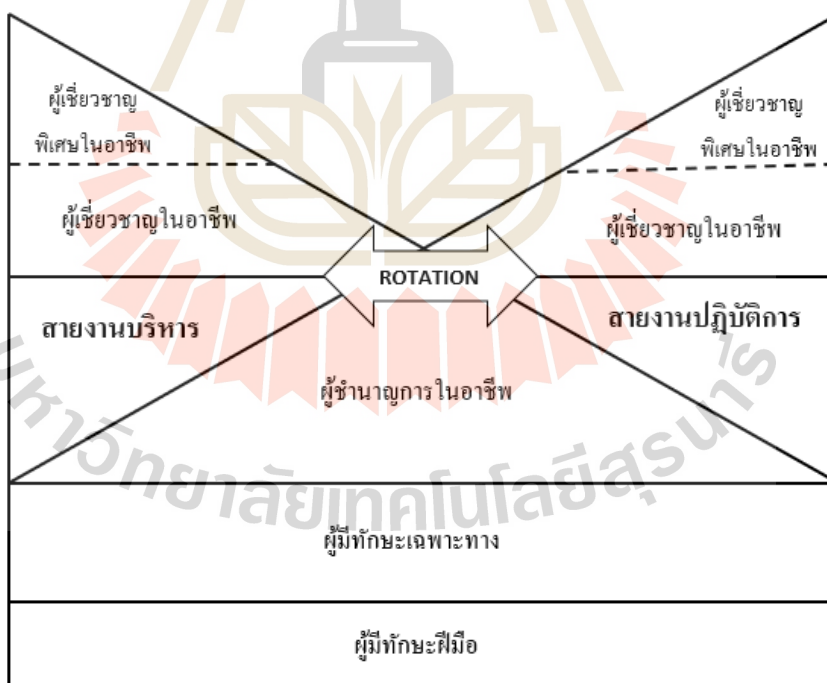 ผู้เชี่ยวชาญ
พิเศษในอาชีพ
ผู้เชี่ยวชาญ
พิเศษในอาชีพ
ผู้เชี่ยวชาญในอาชีพ
ผู้เชี่ยวชาญในอาชีพ
ROTATION
สายงานบริหาร
สายงานปฏิบัติการ
ผู้ชำนาญการในอาชีพ
มหาวิทยาลัยเทคโนโลยีสุรนาร
ผู้มีทักษะเฉพาะทาง
ผู้มีทักษะฝีมือ